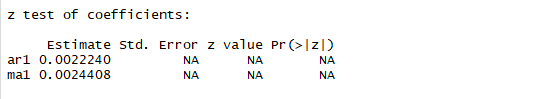 z test of coefficients:
Estimate Std. Error z value Pr(>|z|)
ar1 0.0022240 NA NA NA
ma1 0.0024408 NA NA NA